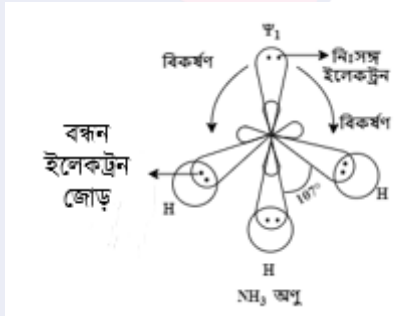 Ψ₁
বিকর্ষণ
নিঃসঙ্গ
ইলেকট্রন
বিকর্ষণ
বন্ধন
ইলেকট্রন
জোড়
107°
H
H
H
NH₃ অণু